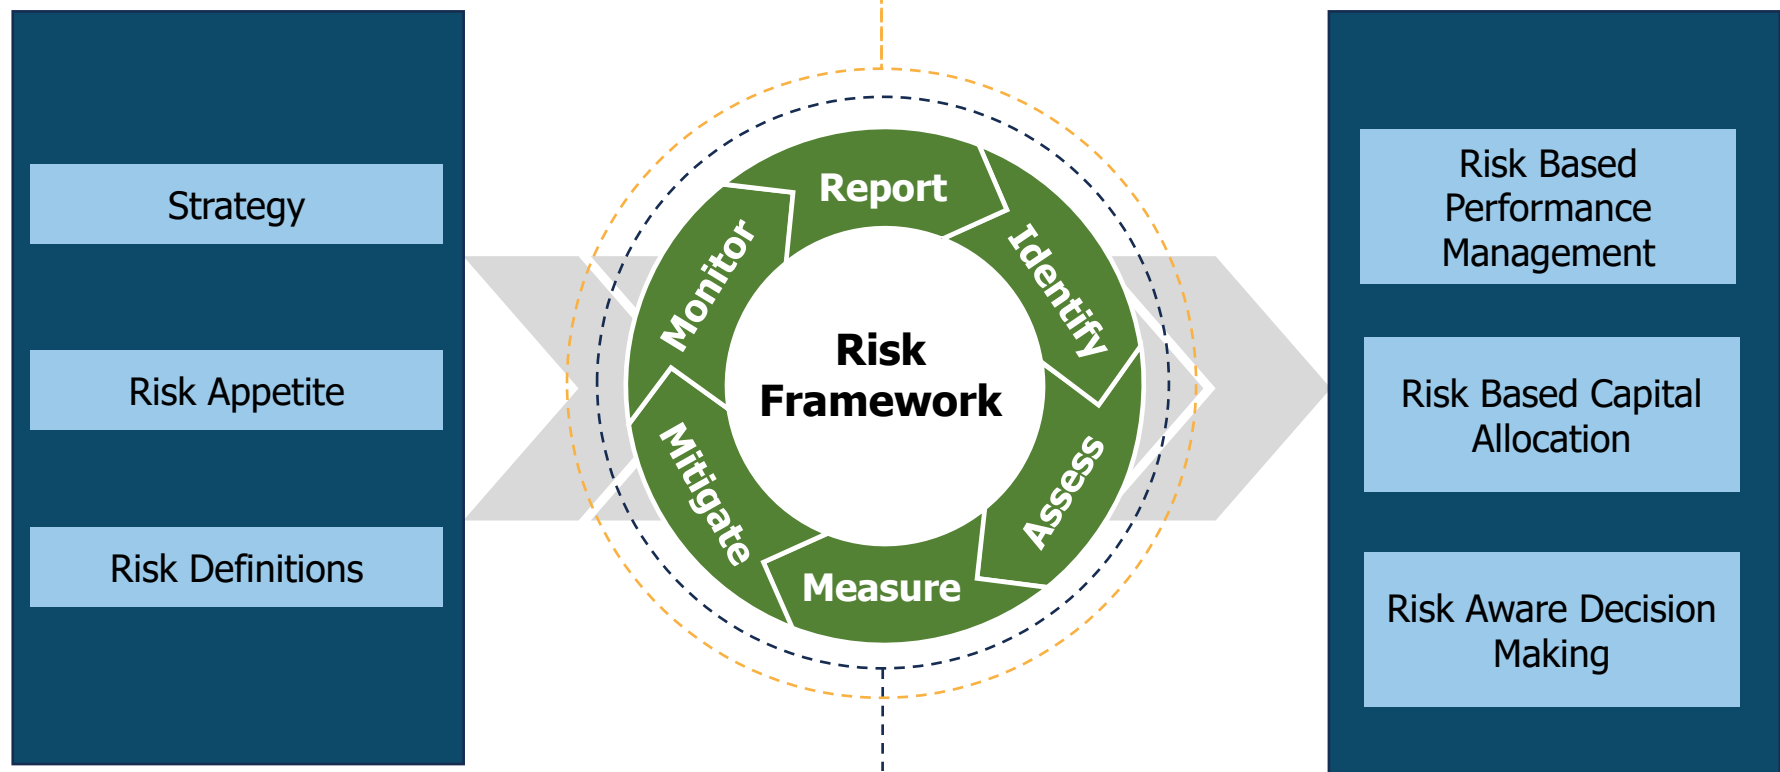 Strategy
Risk Appetite
Risk Definitions
Report
Identify
Assess
Measure
Mitigate
Monitor
Risk
Framework
Risk Based
Performance
Management
Risk Based Capital
Allocation
Risk Aware Decision
Making